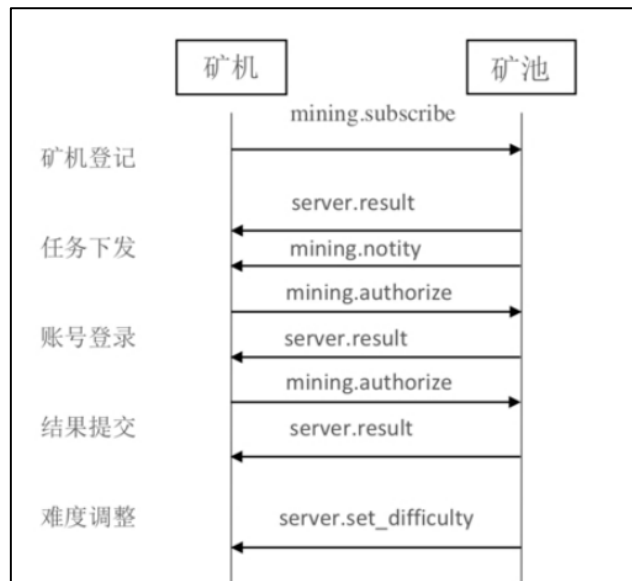 矿机
矿池
mining.subscribe
矿机登记
server.result
任务下发
mining.notity
mining.authorize
账号登录
server.result
mining.authorize
结果提交
server.result
难度调整
server.set_difficulty